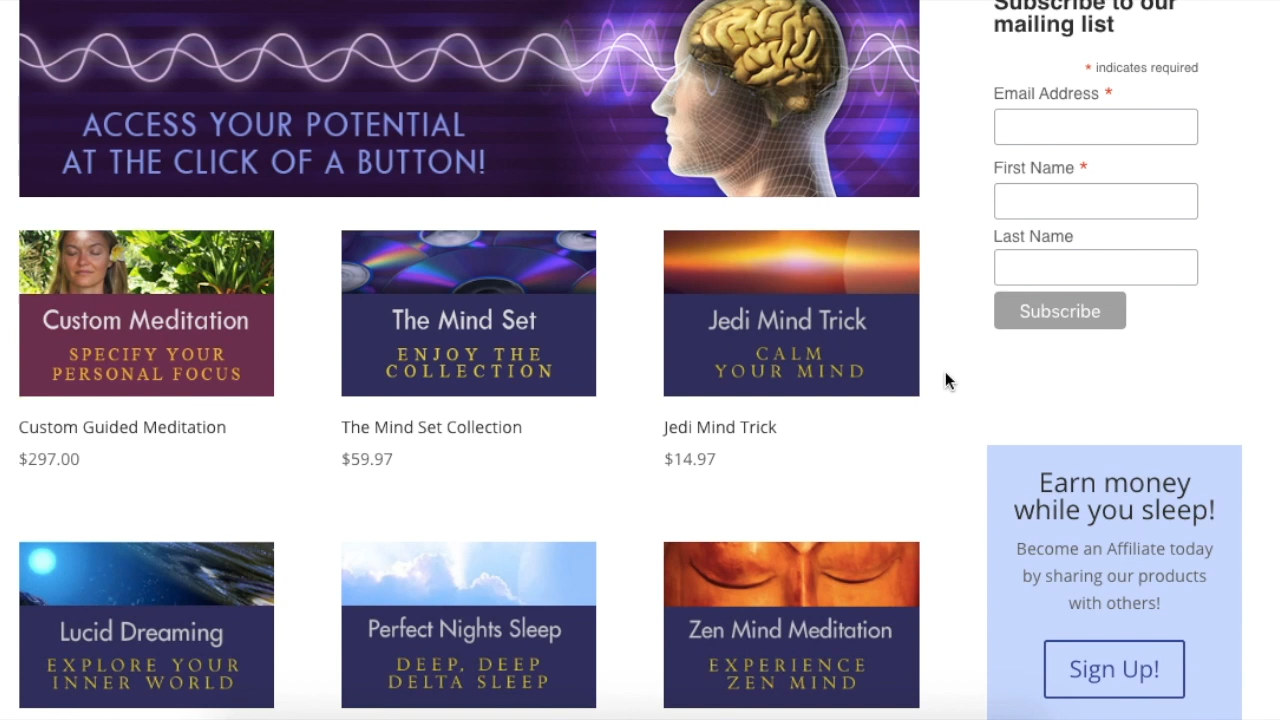 Subscribe to our
mailing list
* indicates required
Email Address *
First Name *
Last Name
Subscribe
ACCESS YOUR POTENTIAL
AT THE CLICK OF A BUTTON!
Custom Meditation
SPECIFY YOUR
PERSONAL FOCUS
Custom Guided Meditation
$297.00
The Mind Set
ENJOY THE
COLLECTION
The Mind Set Collection
$59.97
Jedi Mind Trick
CALM
YOUR MIND
Jedi Mind Trick
$14.97
Lucid Dreaming
EXPLORE YOUR
INNER WORLD
Perfect Nights Sleep
DEEP, DEEP
DELTA SLEEP
Zen Mind Meditation
EXPERIENCE
ZEN MIND
Earn money
while you sleep!
Become an Affiliate today
by sharing our products
with others!
Sign Up!